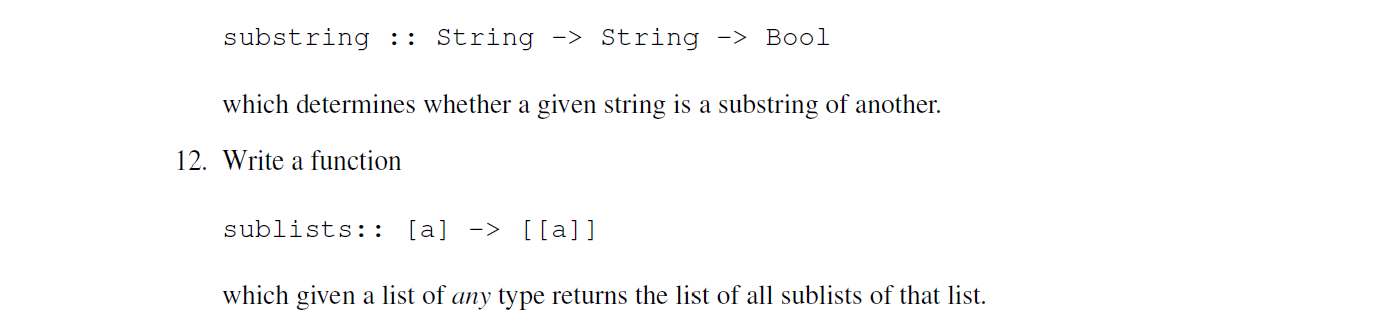 substring :: String -> String -> Bool
which determines whether a given string is a substring of another.
12. Write a function
sublists:: [a] -> [[a]]
which given a list of any type returns the list of all sublists of that list.